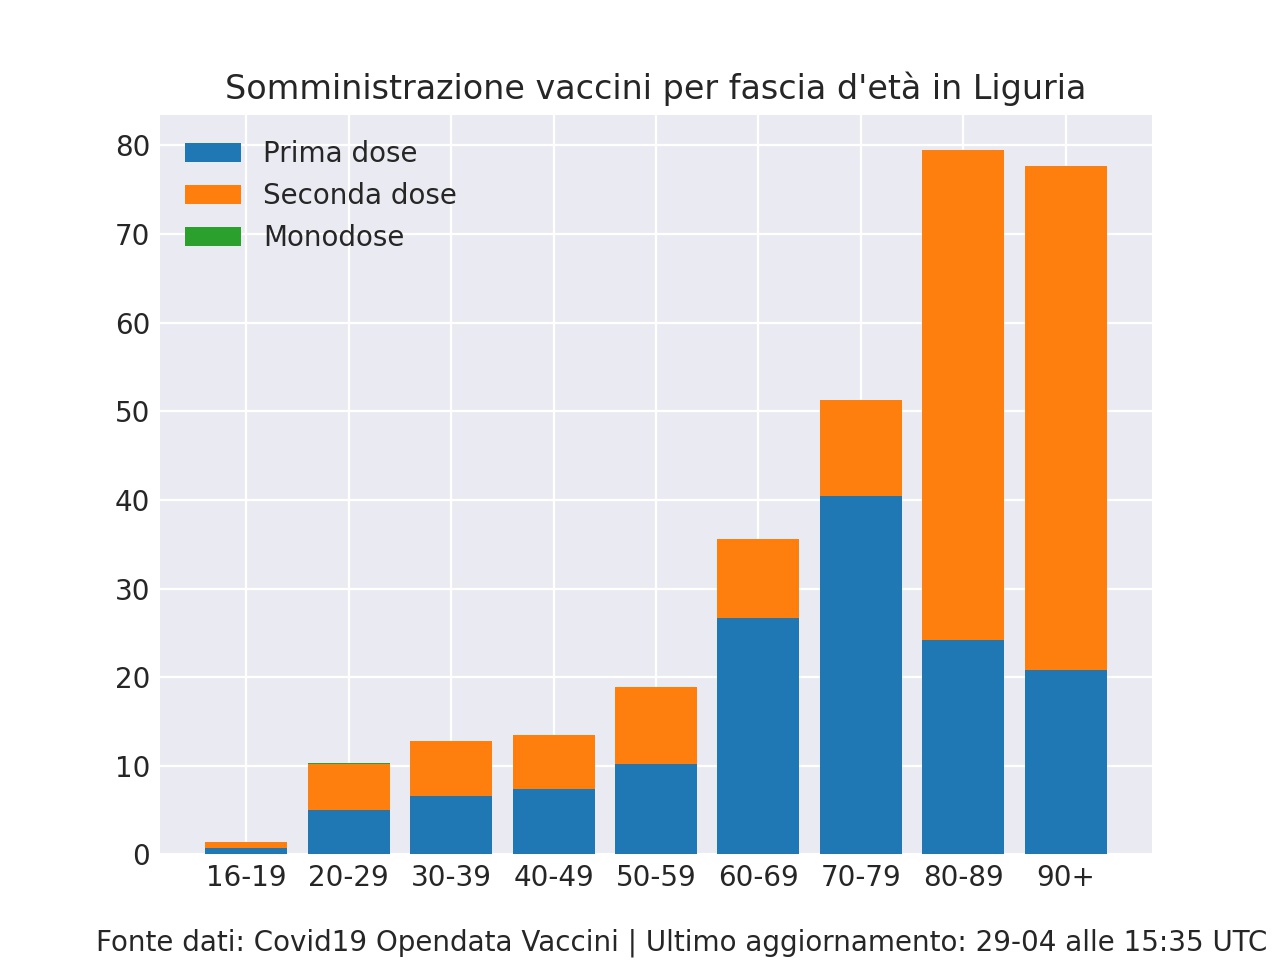 Somministrazione vaccini per fascia d'età in Liguria
80
70
60
50
40
30
20
10
0
Prima dose
Seconda dose
Monodose
16-19 20-29 30-39 40-49 50-59 60-69 70-79 80-89 90+
Fonte dati: Covid19 Opendata Vaccini | Ultimo aggiornamento: 29-04 alle 15:35 UTC